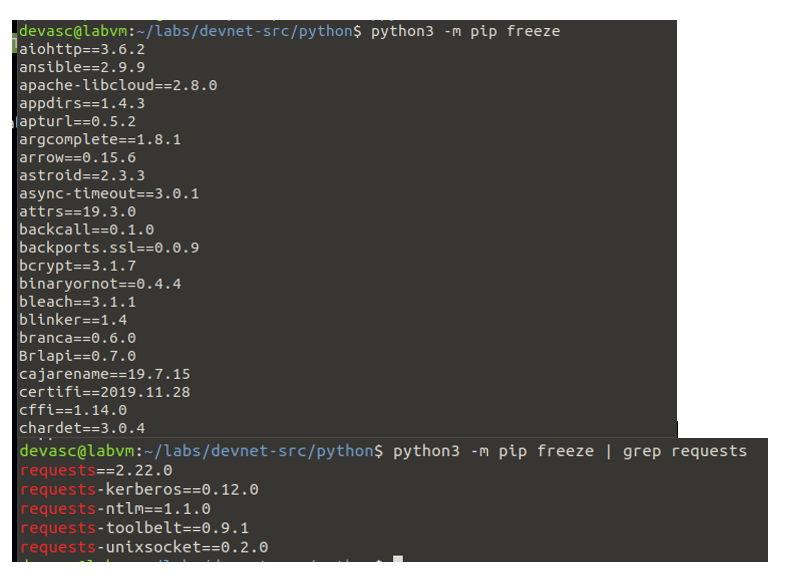 devasc@labvm:~/labs/devnet-src/python$ python3 -m pip freeze
aiohttp==3.6.2
ansible==2.9.9
apache-libcloud==2.8.0
appdirs==1.4.3
apturl==0.5.2
argcomplete==1.8.1
arrow==0.15.6
astroid==2.3.3
async-timeout==3.0.1
attrs==19.3.0
backcall==0.1.0
backports.ssl==0.0.9
bcrypt==3.1.7
binaryornot==0.4.4
bleach==3.1.1
blinker==1.4
branca==0.6.0
Brlapi==0.7.0
cajarename==19.7.15
certifi==2019.11.28
cffi==1.14.0
chardet==3.0.4
devasc@labvm:~/labs/devnet-src/python$ python3 -m pip freeze | grep requests
requests==2.22.0
requests-kerberos==0.12.0
requests-ntlm==1.1.0
requests-toolbelt==0.9.1
requests-unixsocket==0.2.0